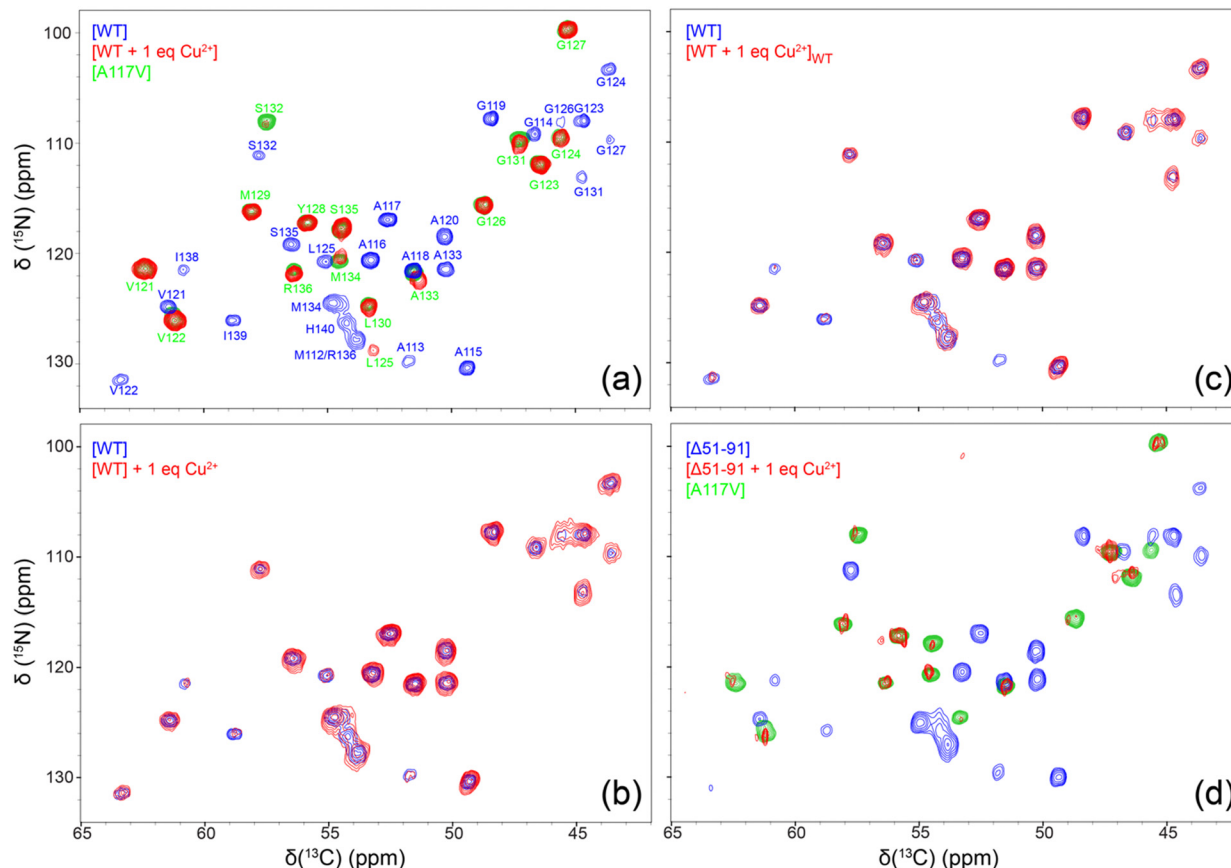 [WT]
[WT + 1 eq Cu²⁺]
[A117V]
100
110
120
130
δ (¹⁵N) (ppm)
G127
G124
S132
S132
G119
G126
G123
G114
G127
G131
G124
G123
G131
M129
Y128
S135
G126
A117
S135
L125
A116
A120
I138
M134
A118
A133
V121
R136
A133
V121
M134
L130
V122
I139
H140
M112/R136
L125
A113
A115
V122
(a)
[WT]
[WT + 1 eq Cu²⁺]WT
(c)
[WT]
[WT] + 1 eq Cu²⁺
100
110
120
130
δ (¹⁵N) (ppm)
(b)
65
60
55
50
45
δ(¹³C) (ppm)
[Δ51-91]
[Δ51-91 + 1 eq Cu²⁺]
[A117V]
(d)
65
60
55
50
45
δ(¹³C) (ppm)